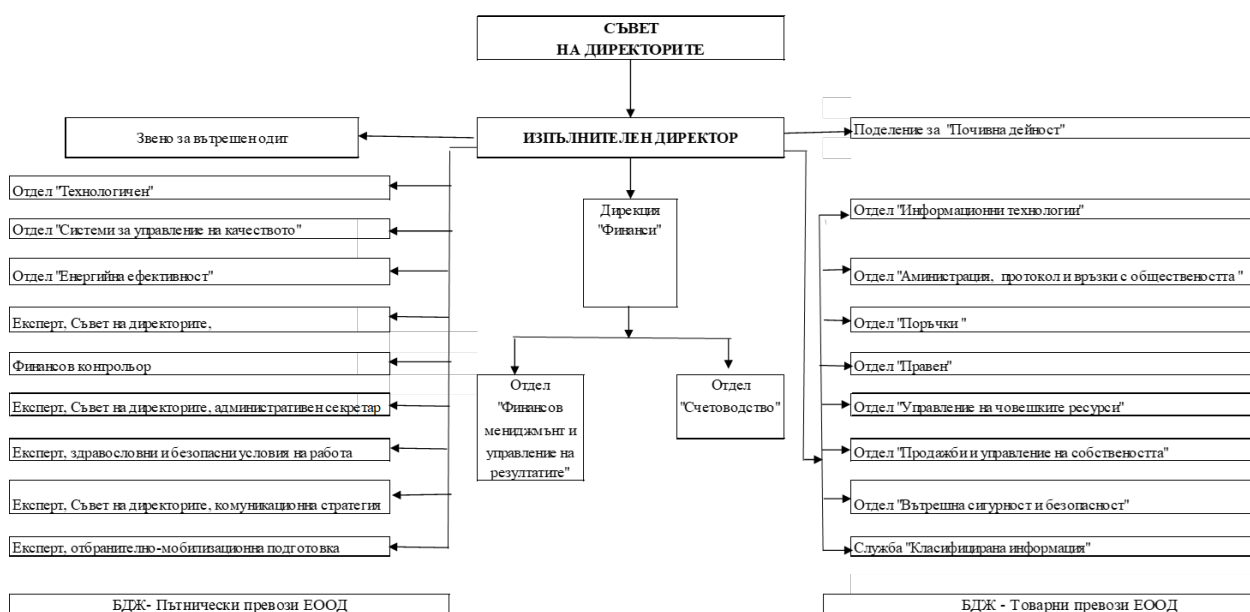 СЪВЕТ
НА ДИРЕКТОРИТЕ
Звено за вътрешен одит
ИЗПЪЛНИТЕЛЕН ДИРЕКТОР
Поделение за "Почивна дейност"
Отдел "Технологичен"
Отдел "Системи за управление на качеството"
Отдел "Енергийна ефективност"
Експерт, Съвет на директорите,
Финансов контрольор
Експерт, Съвет на директорите, административен секретар
Експерт, здравословни и безопасни условия на работа
Експерт, Съвет на директорите, комуникационна стратегия
Експерт, отбранително-мобилизационна подготовка
Дирекция
"Финанси"
Отдел
"Финансов
мениджмънт и
управление на
резултатите"
Отдел
"Счетоводство"
Отдел "Информационни технологии"
Отдел "Аминистрация, протокол и връзки с обществеността "
Отдел "Поръчки "
Отдел "Правен"
Отдел "Управление на човешките ресурси"
Отдел "Продажби и управление на собствеността"
Отдел "Вътрешна сигурност и безопасност"
Служба "Класифицирана информация"
БДЖ- Пътнически превози ЕООД
БДЖ - Товарни превози ЕООД